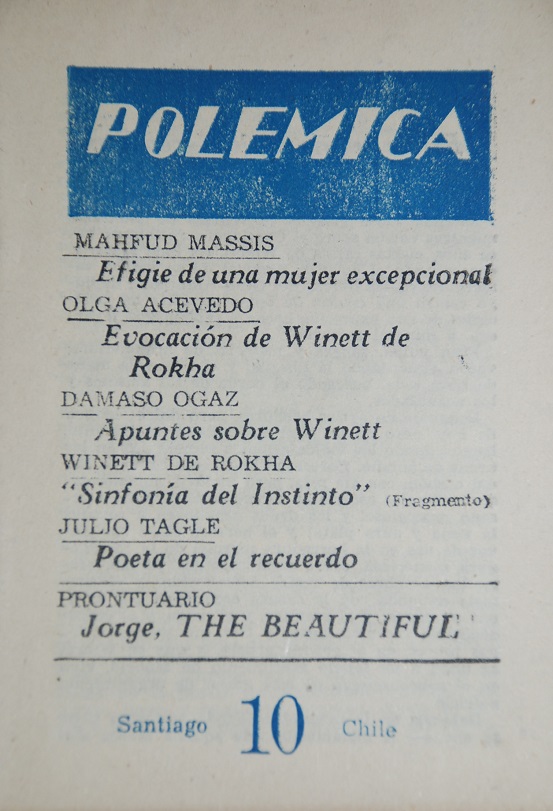 POLEMICA
MAHFUD MASSIS
Efigie de una mujer excepcional
OLGA ACEVEDO
Evocación de Winett de
Rokha
DAMASO OGAZ
Apuntes sobre Winett
WINETT DE ROKHA
“Sinfonía del Instinto” (Fragmento)
JULIO TAGLE
Poeta en el recuerdo
PRONTUARIO
Jorge, THE BEAUTIFUL
Santiago 10 Chile